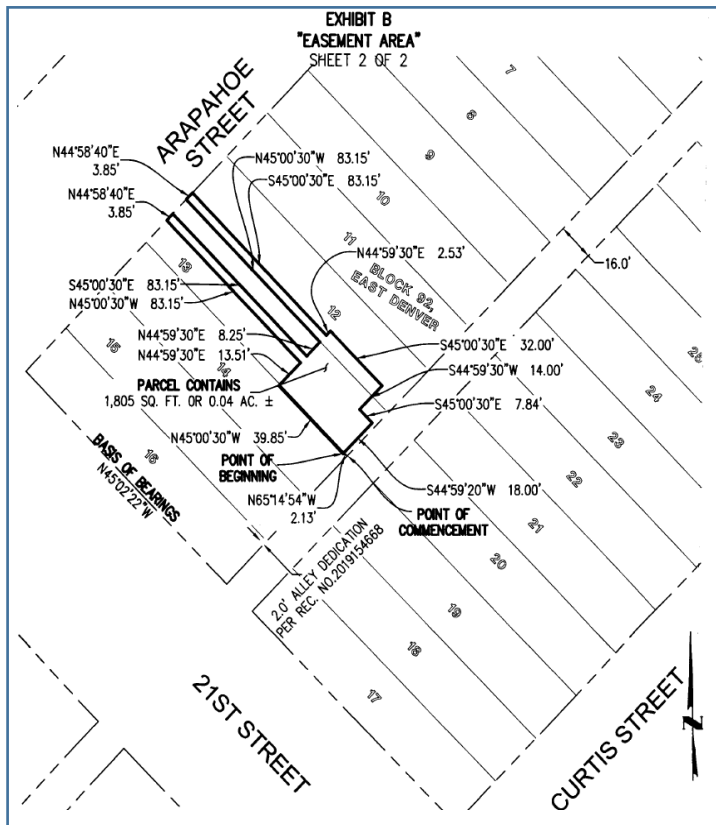 EXHIBIT B
"EASEMENT AREA"
SHEET 2 OF 2
ARAPAHOE
STREET
7
8
9
10
11
12
BLOCK 92,
EAST DENVER
N44°58'40"E
3.85'
N44°58'40"E
3.85'
N45°00'30"W 83.15'
S45°00'30"E 83.15'
N44°59'30"E 2.53'
16.0'
13
S45°00'30"E 83.15'
N45°00'30"W 83.15'
N44°59'30"E 8.25'
N44°59'30"E 13.51'
14
15
16
PARCEL CONTAINS
1,805 SQ. FT. OR 0.04 AC. ±
S45°00'30"E 32.00'
S44°59'30"W 14.00'
S45°00'30"E 7.84'
N45°00'30"W 39.85'
POINT OF
BEGINNING
N65°14'54"W
2.13'
S44°59'20"W 18.00'
POINT OF
COMMENCEMENT
BASIS OF BEARINGS
N45°02'22"W
2.0' ALLEY DEDICATION
PER REC. NO.2019154668
25
24
23
22
21
20
19
18
17
21ST STREET
CURTIS STREET
N